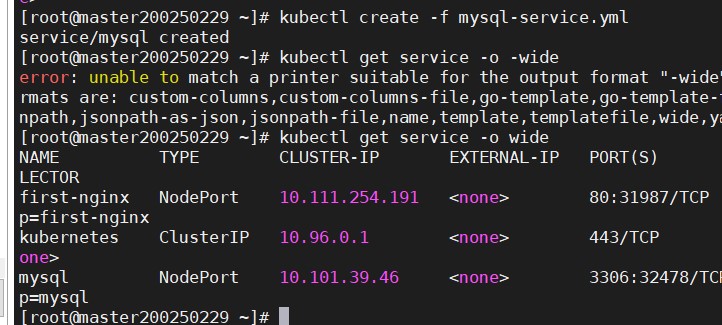 [root@master200250229 ~]# kubectl create -f mysql-service.yml
service/mysql created
[root@master200250229 ~]# kubectl get service -o -wide
error: unable to match a printer suitable for the output format "-wide"
rmats are: custom-columns,custom-columns-file,go-template,go-template-
npath,jsonpath-as-json,jsonpath-file,name,template,templatefile,wide,ya
[root@master200250229 ~]# kubectl get service -o wide
NAME TYPE CLUSTER-IP EXTERNAL-IP PORT(S)
LECTOR
first-nginx NodePort 10.111.254.191 <none> 80:31987/TCP
p=first-nginx
kubernetes ClusterIP 10.96.0.1 <none> 443/TCP
one>
mysql NodePort 10.101.39.46 <none> 3306:32478/TCP
p=mysql
[root@master200250229 ~]#